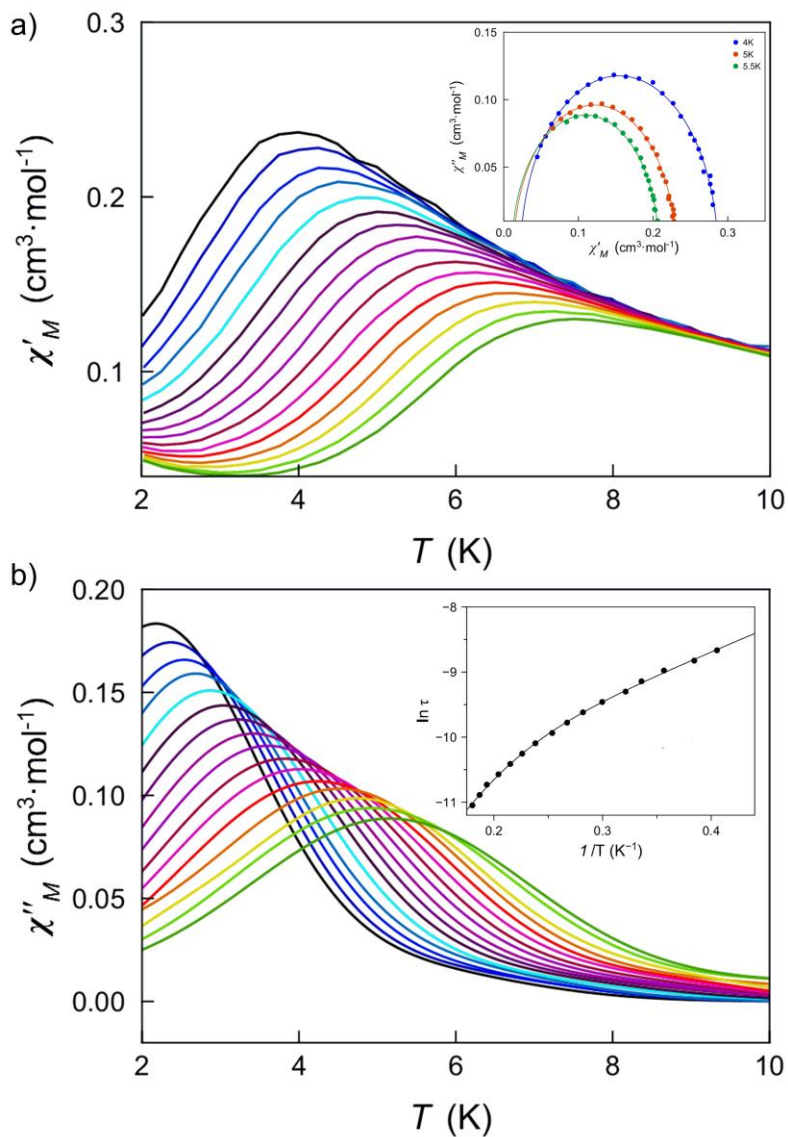 a)
0.3
0.2
0.1
χ′M (cm³·mol⁻¹)
2
4
6
8
10
T (K)
0.15
0.10
0.05
χ″M
(cm³·mol⁻¹)
4K
5K
5.5K
0.0
0.1
0.2
0.3
χ′M (cm³·mol⁻¹)
b)
0.20
0.15
0.10
0.05
0.00
χ″M (cm³·mol⁻¹)
2
4
6
8
10
T (K)
−8
−9
−10
−11
ln τ
0.2
0.3
0.4
1/T (K⁻¹)